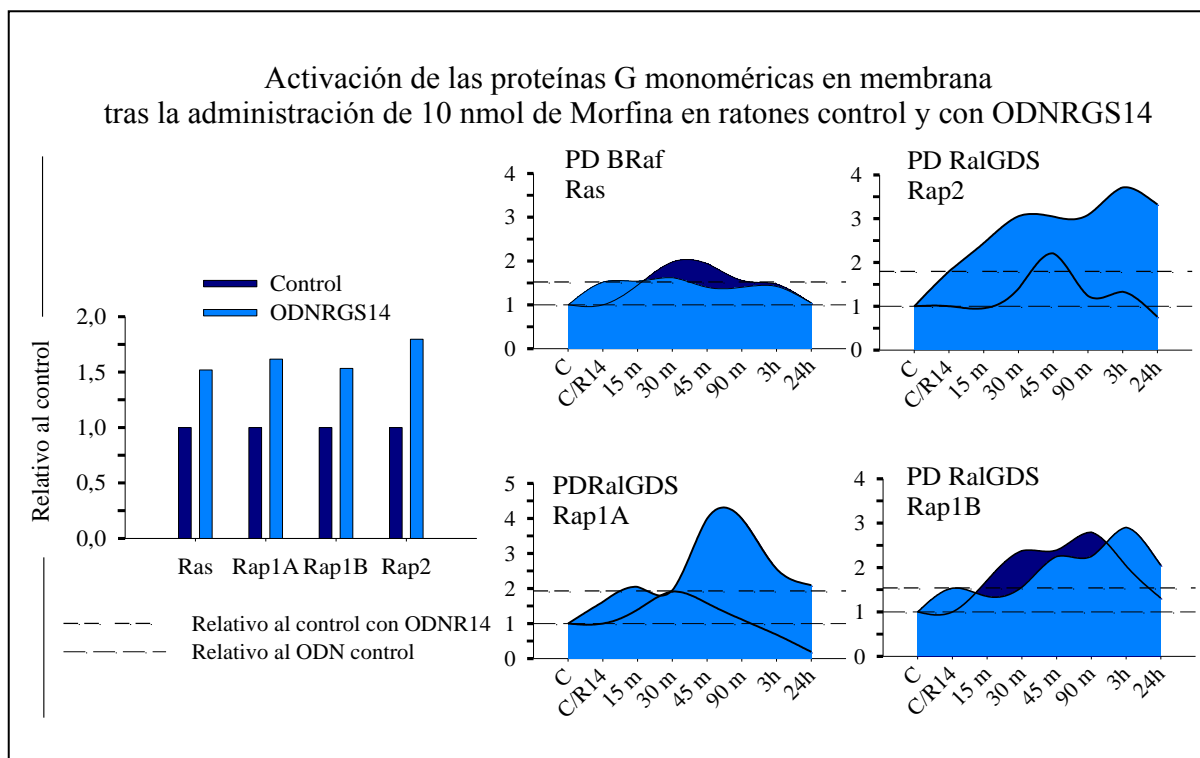 Activación de las proteínas G monoméricas en membrana
tras la administración de 10 nmol de Morfina en ratones control y con ODNRGS14
Relativo al control
Control
ODNRGS14
2,0
1,5
1,0
0,5
0,0
Ras Rap1A Rap1B Rap2
Relativo al control con ODNR14
Relativo al ODN control
PD BRaf
Ras
4
3
2
1
0
C C/R14 15 m 30 m 45 m 90 m 3h 24h
PD RalGDS
Rap2
4
3
2
1
0
C C/R14 15 m 30 m 45 m 90 m 3h 24h
PDRalGDS
Rap1A
5
4
3
2
1
0
C C/R14 15 m 30 m 45 m 90 m 3h 24h
PD RalGDS
Rap1B
4
3
2
1
0
C C/R14 15 m 30 m 45 m 90 m 3h 24h